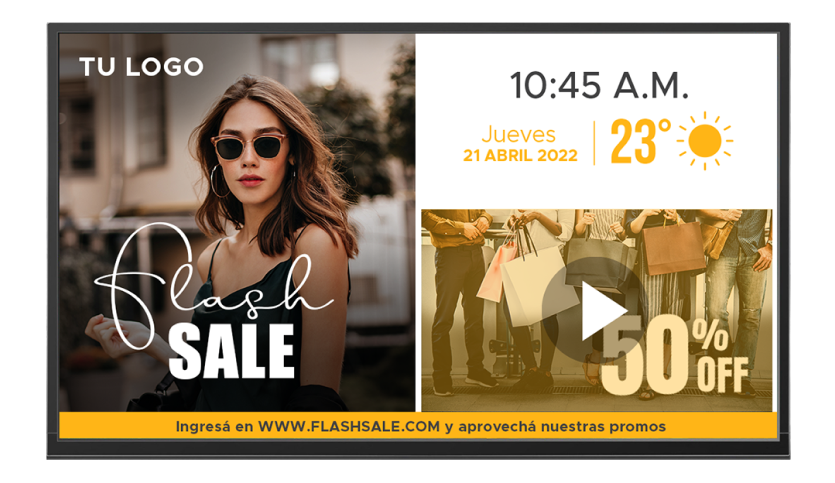 TU LOGO
flash
SALE
10:45 A.M.
Jueves
21 ABRIL 2022
23°
50% OFF
Ingresá en WWW.FLASHSALE.COM y aprovechá nuestras promos